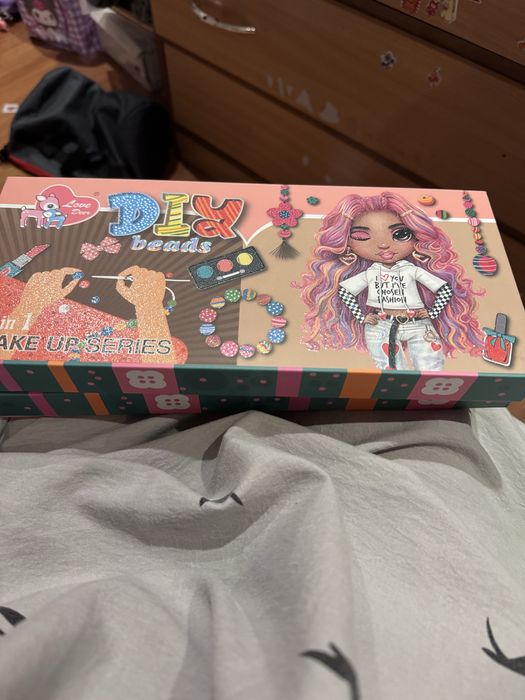 Love
Deer
®
DIY
beads
in 1
AKE UP SERIES
I YOU
BUT I'VE
CHOSEN
FASHION